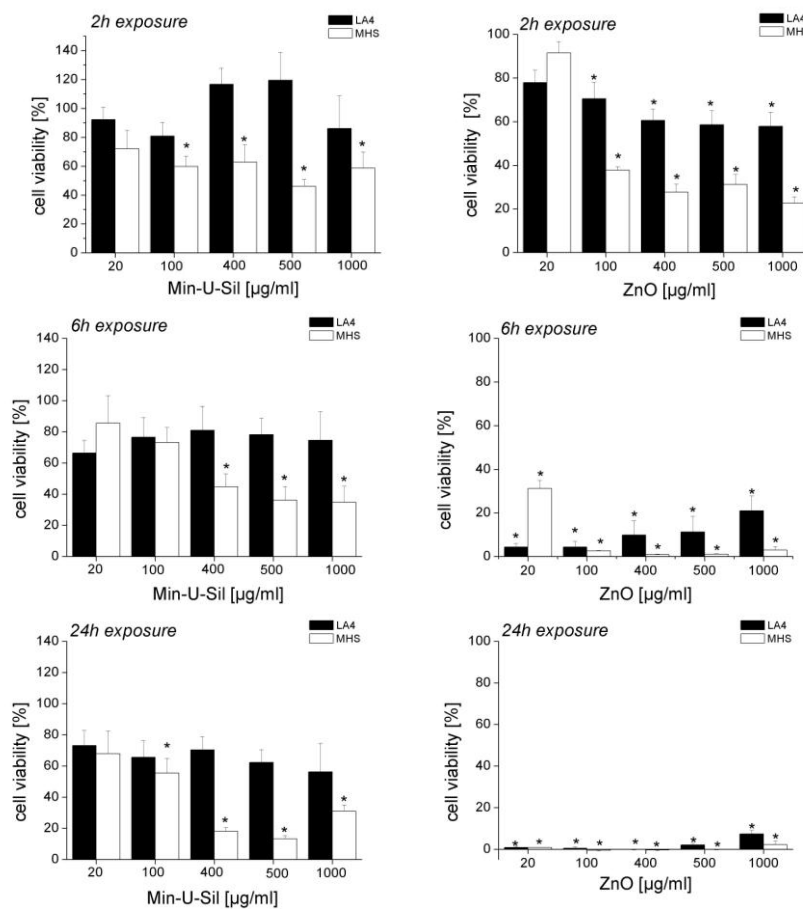 2h exposure
LA4
MHS
140
120
100
80
60
40
20
0
cell viability [%]
* * * *
20 100 400 500 1000
Min-U-Sil [µg/ml]
2h exposure
LA4
MHS
100
80
60
40
20
0
cell viability [%]
* * * * * * * *
20 100 400 500 1000
ZnO [µg/ml]
6h exposure
LA4
MHS
140
120
100
80
60
40
20
0
cell viability [%]
* * *
20 100 400 500 1000
Min-U-Sil [µg/ml]
6h exposure
LA4
MHS
100
80
60
40
20
0
cell viability [%]
* * * * * * * * * *
20 100 400 500 1000
ZnO [µg/ml]
24h exposure
LA4
MHS
140
120
100
80
60
40
20
0
cell viability [%]
* * * *
20 100 400 500 1000
Min-U-Sil [µg/ml]
24h exposure
LA4
MHS
100
80
60
40
20
0
cell viability [%]
* * * * * * * * * *
20 100 400 500 1000
ZnO [µg/ml]